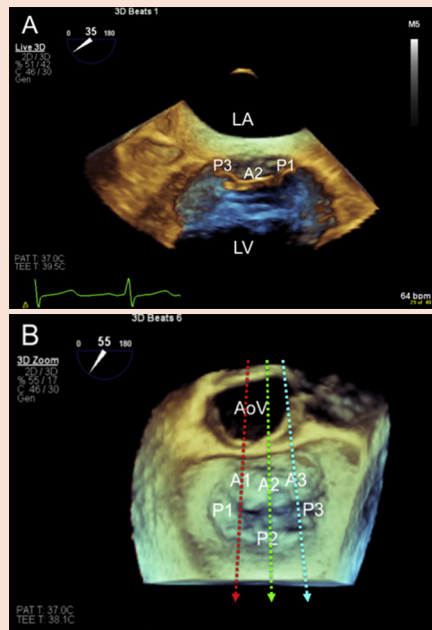 3D Beats 1
A
M5
0 35 180
Live 3D
2D / 3D
% 51 / 42
C 46 / 30
Gen
LA
P3 A2 P1
LV
PAT T: 37.0C
TEE T: 39.5C
64 bpm
3D Beats 6
B
0 55 180
3D Zoom
2D / 3D
% 55 / 17
C 46 / 30
Gen
AoV
A1 A2 A3
P1 P3
P2
PAT T: 37.0C
TEE T: 38.1C